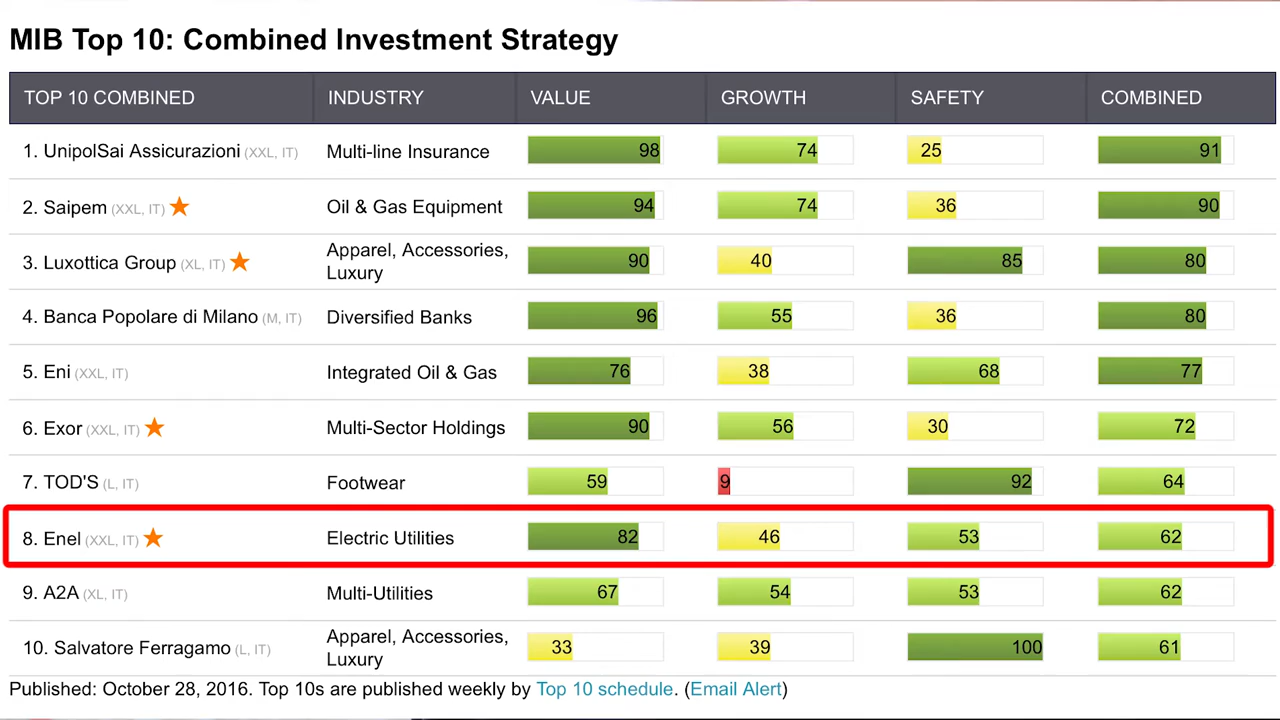 MIB Top 10: Combined Investment Strategy
TOP 10 COMBINED INDUSTRY VALUE GROWTH SAFETY COMBINED
1. UnipolSai Assicurazioni (XXL, IT) Multi-line Insurance 98 74 25 91
2. Saipem (XXL, IT) Oil & Gas Equipment 94 74 36 90
3. Luxottica Group (XL, IT) Apparel, Accessories, Luxury 90 40 85 80
4. Banca Popolare di Milano (M, IT) Diversified Banks 96 55 36 80
5. Eni (XXL, IT) Integrated Oil & Gas 76 38 68 77
6. Exor (XXL, IT) Multi-Sector Holdings 90 56 30 72
7. TOD'S (L, IT) Footwear 59 9 92 64
8. Enel (XXL, IT) Electric Utilities 82 46 53 62
9. A2A (XL, IT) Multi-Utilities 67 54 53 62
10. Salvatore Ferragamo (L, IT) Apparel, Accessories, Luxury 33 39 100 61
Published: October 28, 2016. Top 10s are published weekly by Top 10 schedule. (Email Alert)